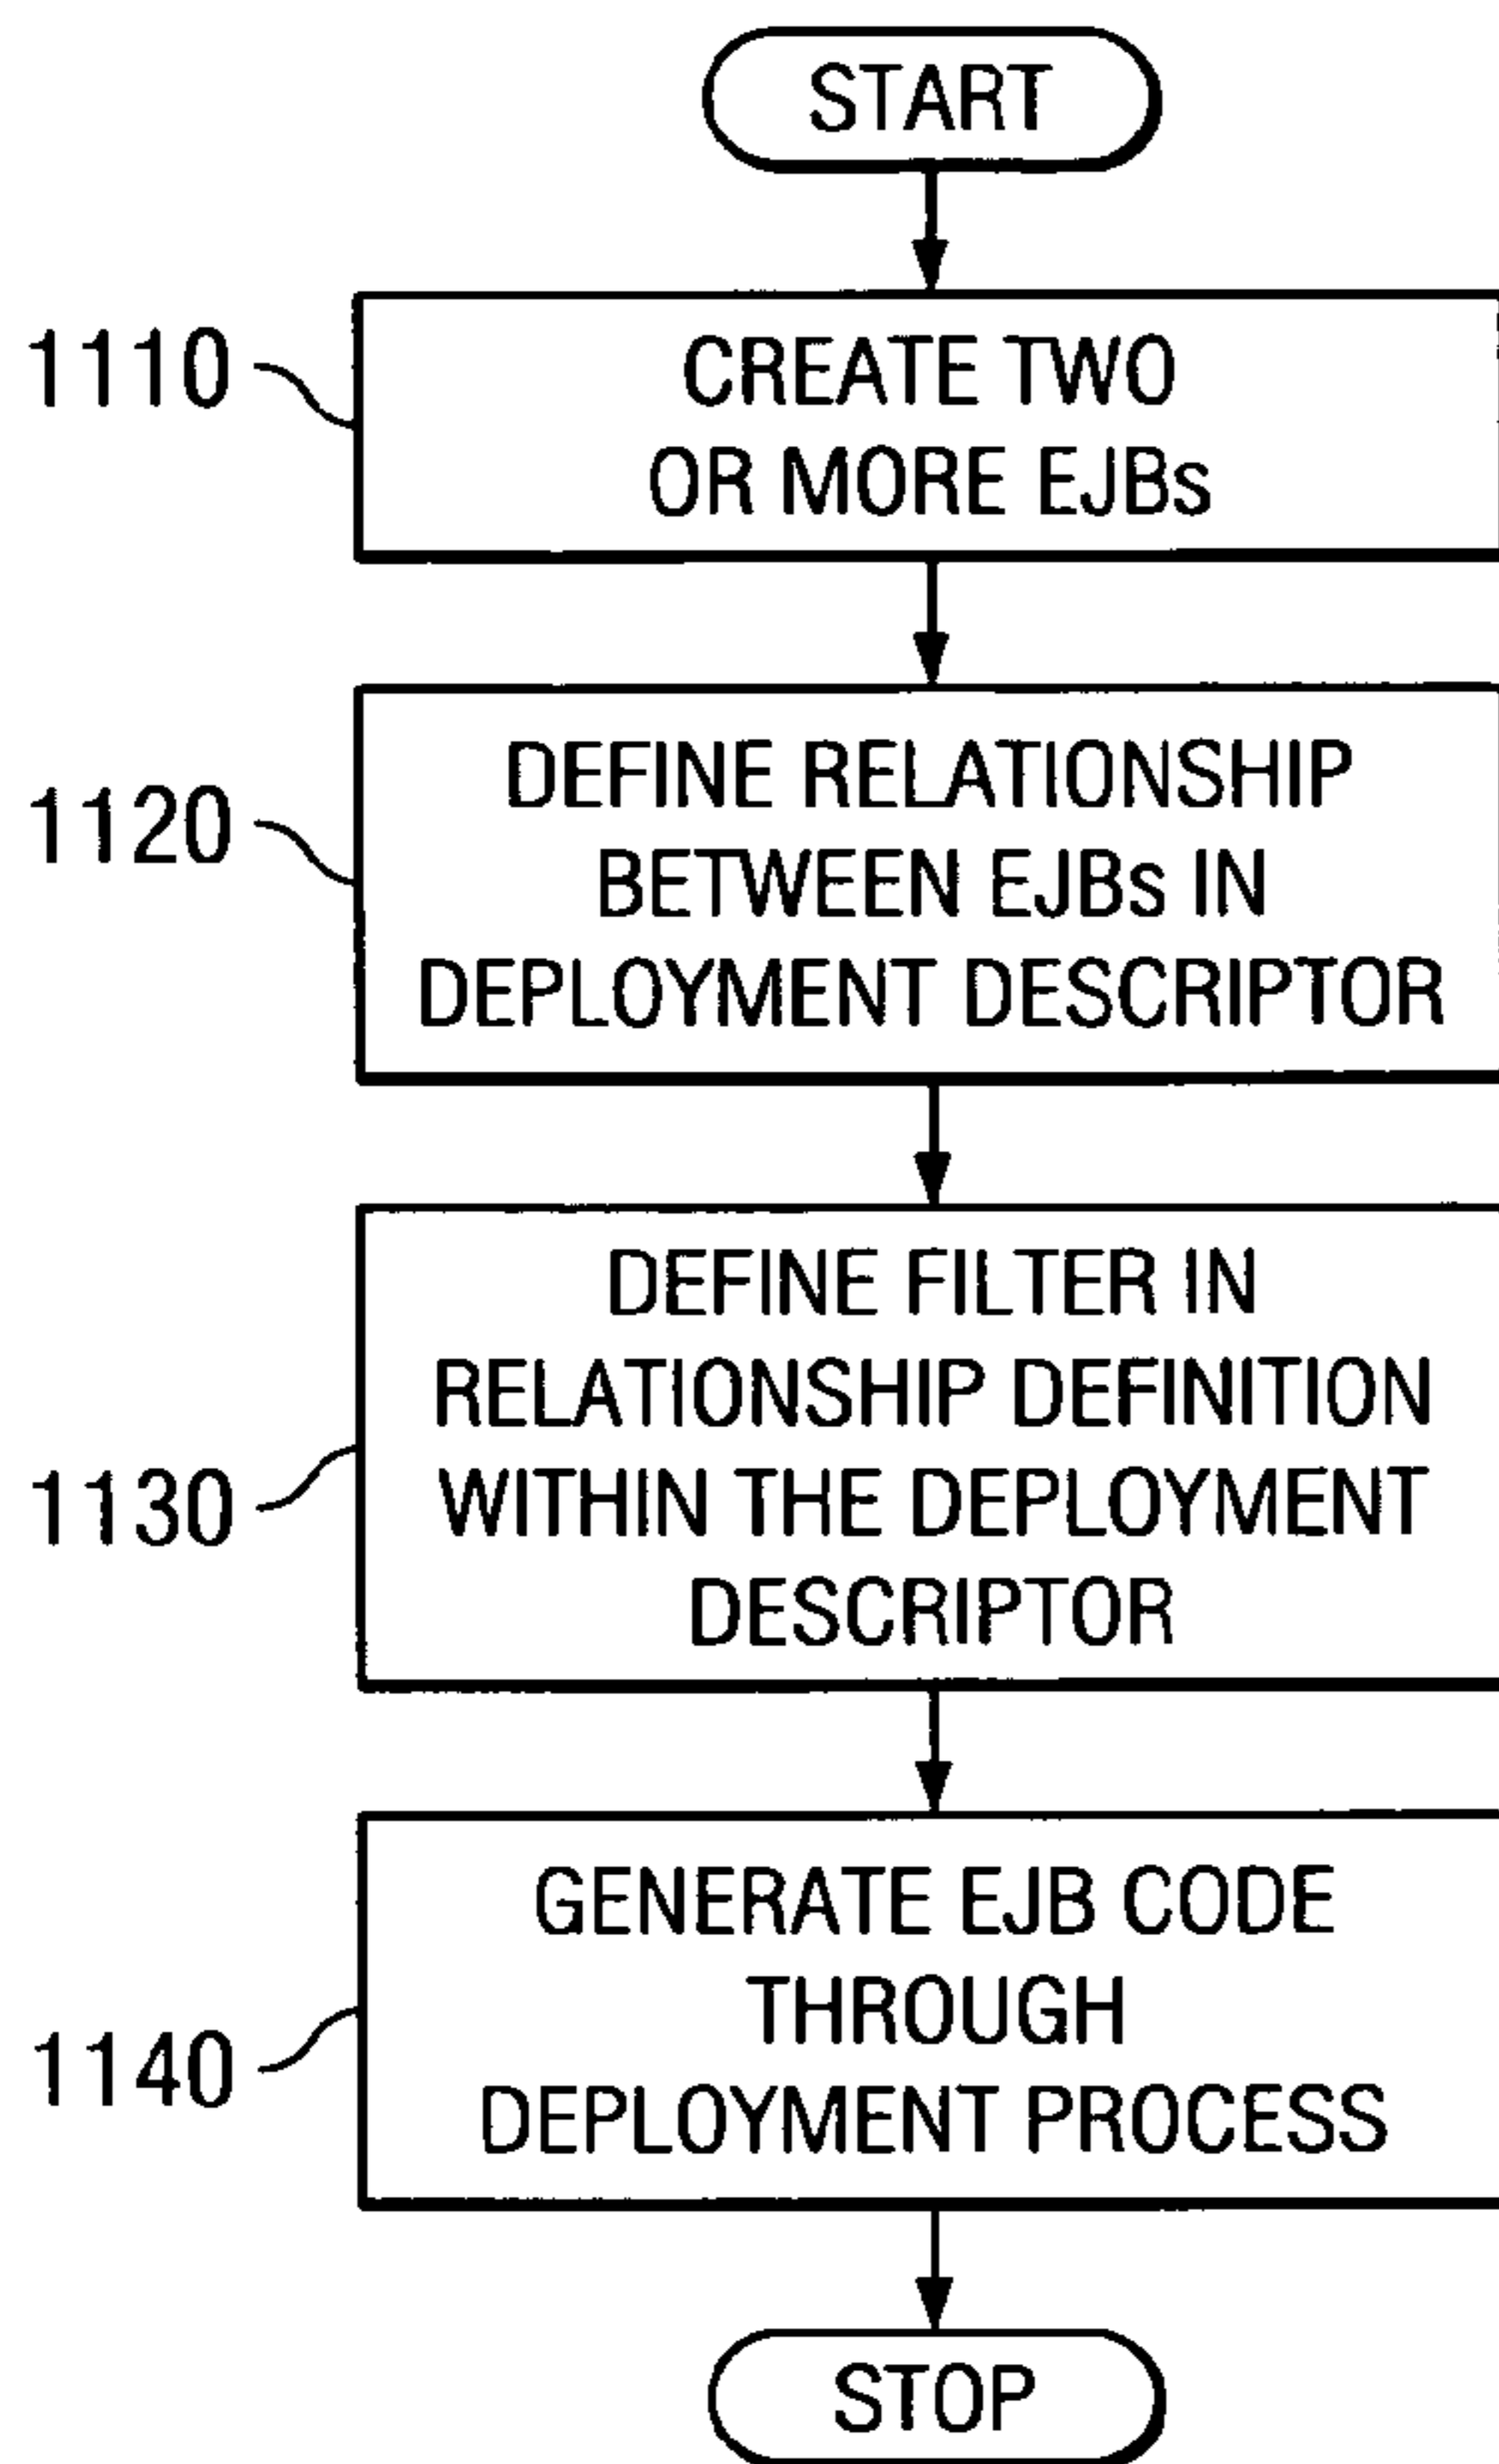 START
1110
CREATE TWO
OR MORE EJBs
1120
DEFINE RELATIONSHIP
BETWEEN EJBs IN
DEPLOYMENT DESCRIPTOR
1130
DEFINE FILTER IN
RELATIONSHIP DEFINITION
WITHIN THE DEPLOYMENT
DESCRIPTOR
1140
GENERATE EJB CODE
THROUGH
DEPLOYMENT PROCESS
STOP